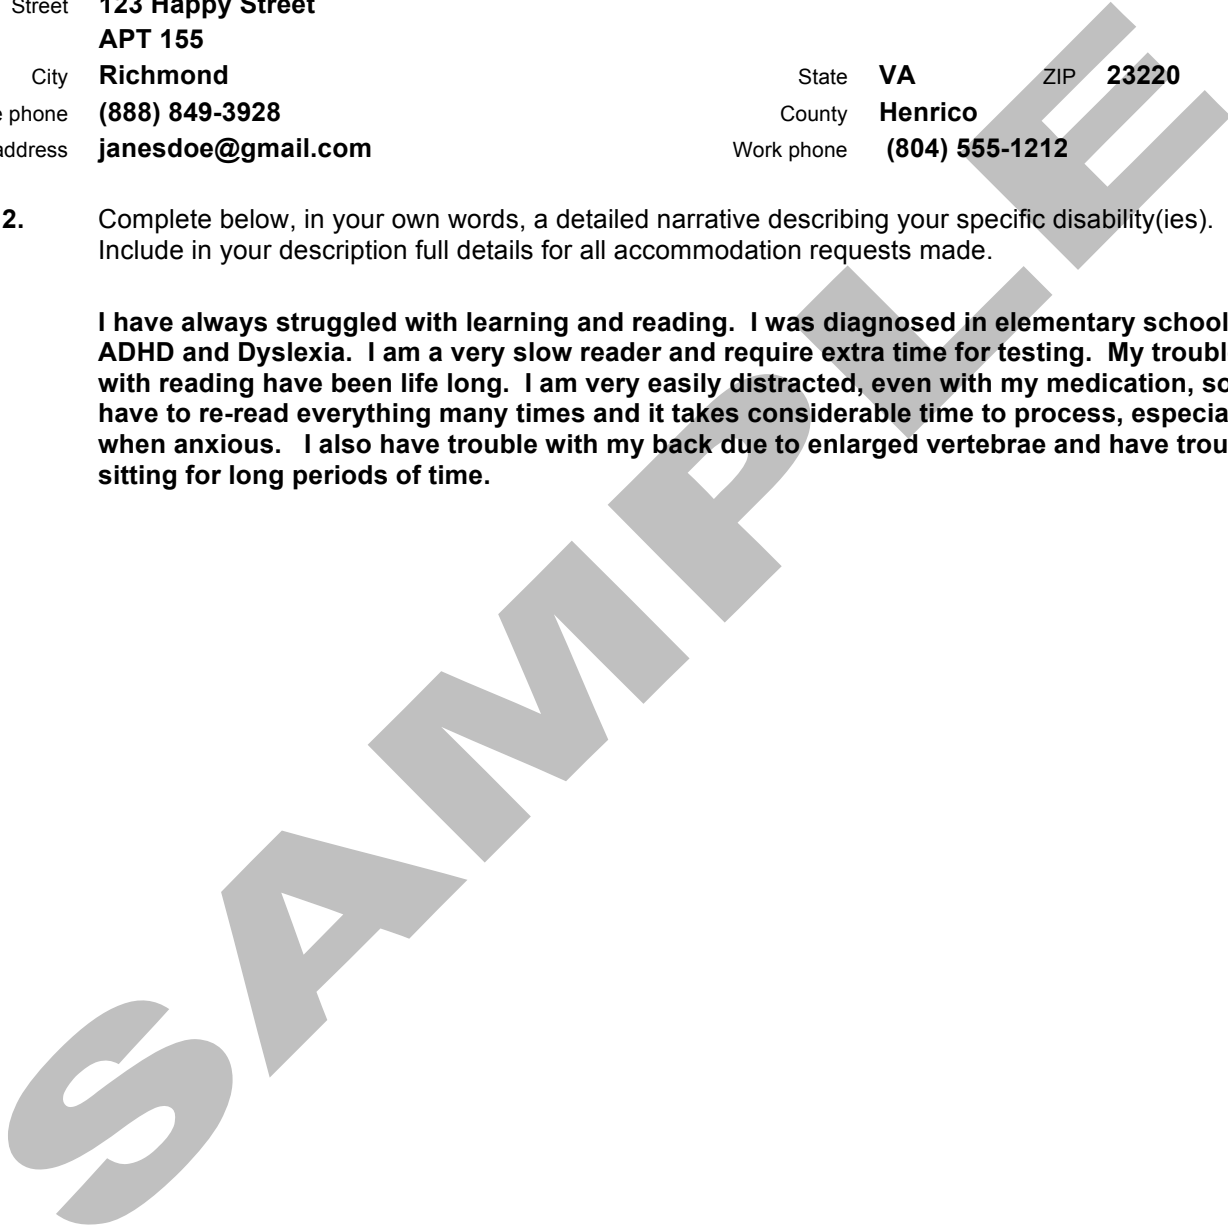 Street 123 Happy Street
APT 155
City Richmond State VA ZIP 23220
phone (888) 849-3928 County Henrico
address janesdoe@gmail.com Work phone (804) 555-1212
2. Complete below, in your own words, a detailed narrative describing your specific disability(ies).
Include in your description full details for all accommodation requests made.
I have always struggled with learning and reading. I was diagnosed in elementary school
ADHD and Dyslexia. I am a very slow reader and require extra time for testing. My troubl
with reading have been life long. I am very easily distracted, even with my medication, so
have to re-read everything many times and it takes considerable time to process, especia
when anxious. I also have trouble with my back due to enlarged vertebrae and have trou
sitting for long periods of time.
SAMPLE